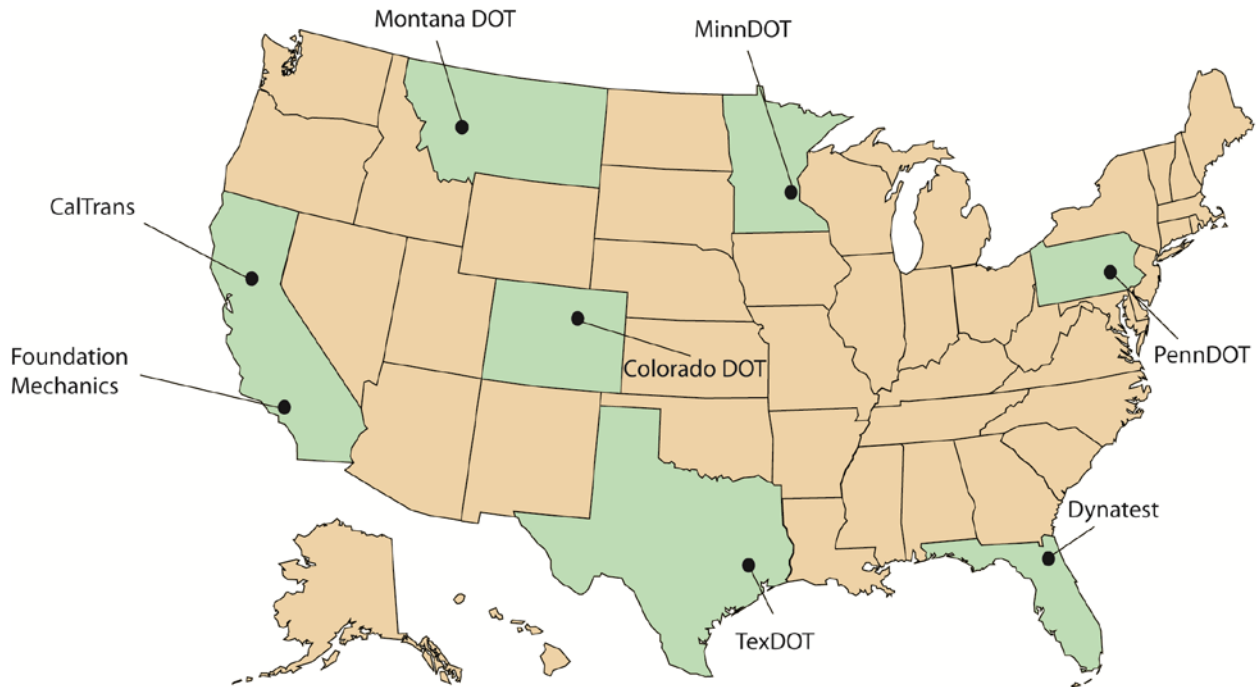 Montana DOT
MinnDOT
CalTrans
Foundation
Mechanics
Colorado DOT
PennDOT
Dynatest
TexDOT